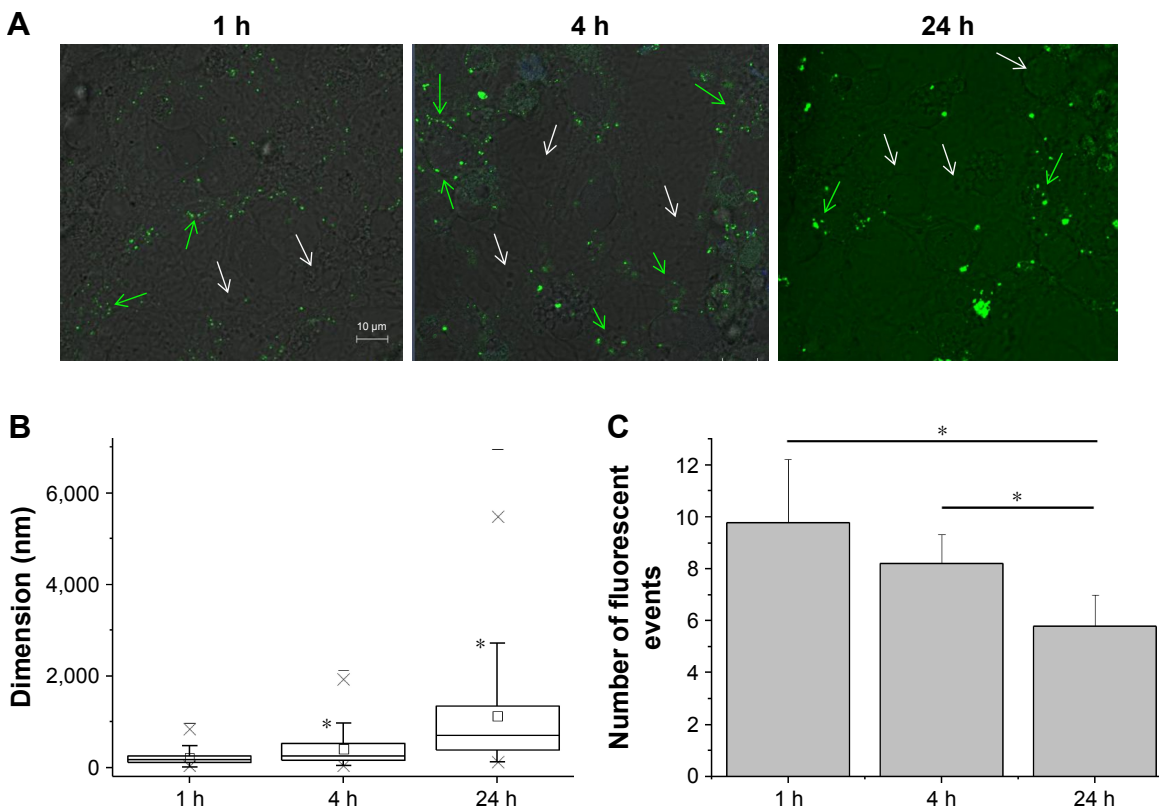 A
1 h 4 h 24 h
10 µm
B
Dimension (nm)
6,000
4,000
2,000
0
*
*
1 h 4 h 24 h
C
Number of fluorescent
events
12
10
8
6
4
2
0
*
*
1 h 4 h 24 h